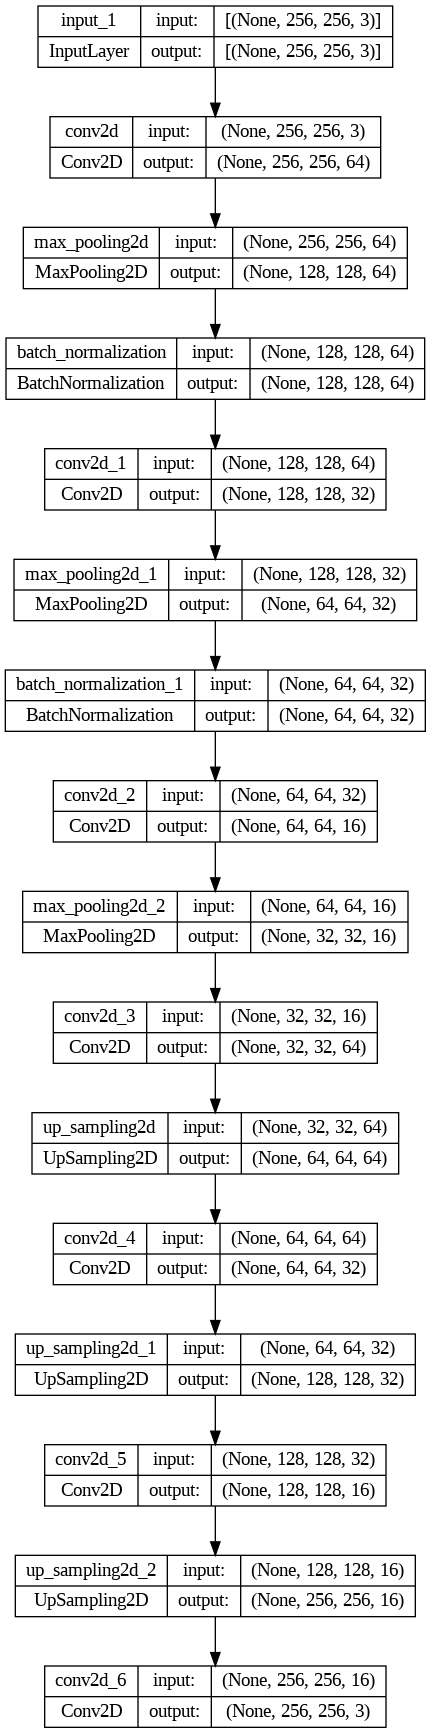 input_1 input: [(None, 256, 256, 3)]
InputLayer output: [(None, 256, 256, 3)]
conv2d input: (None, 256, 256, 3)
Conv2D output: (None, 256, 256, 64)
max_pooling2d input: (None, 256, 256, 64)
MaxPooling2D output: (None, 128, 128, 64)
batch_normalization input: (None, 128, 128, 64)
BatchNormalization output: (None, 128, 128, 64)
conv2d_1 input: (None, 128, 128, 64)
Conv2D output: (None, 128, 128, 32)
max_pooling2d_1 input: (None, 128, 128, 32)
MaxPooling2D output: (None, 64, 64, 32)
batch_normalization_1 input: (None, 64, 64, 32)
BatchNormalization output: (None, 64, 64, 32)
conv2d_2 input: (None, 64, 64, 32)
Conv2D output: (None, 64, 64, 16)
max_pooling2d_2 input: (None, 64, 64, 16)
MaxPooling2D output: (None, 32, 32, 16)
conv2d_3 input: (None, 32, 32, 16)
Conv2D output: (None, 32, 32, 64)
up_sampling2d input: (None, 32, 32, 64)
UpSampling2D output: (None, 64, 64, 64)
conv2d_4 input: (None, 64, 64, 64)
Conv2D output: (None, 64, 64, 32)
up_sampling2d_1 input: (None, 64, 64, 32)
UpSampling2D output: (None, 128, 128, 32)
conv2d_5 input: (None, 128, 128, 32)
Conv2D output: (None, 128, 128, 16)
up_sampling2d_2 input: (None, 128, 128, 16)
UpSampling2D output: (None, 256, 256, 16)
conv2d_6 input: (None, 256, 256, 16)
Conv2D output: (None, 256, 256, 3)